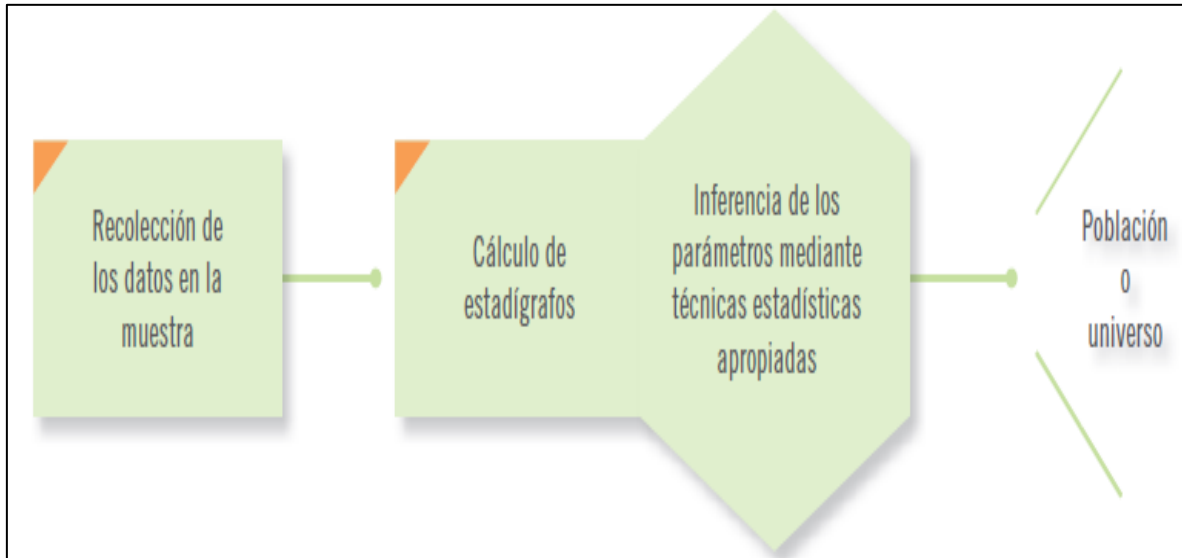 Recolección de
los datos en la
muestra
Cálculo de
estadígrafos
Inferencia de los
parámetros mediante
técnicas estadísticas
apropiadas
Población
o
universo